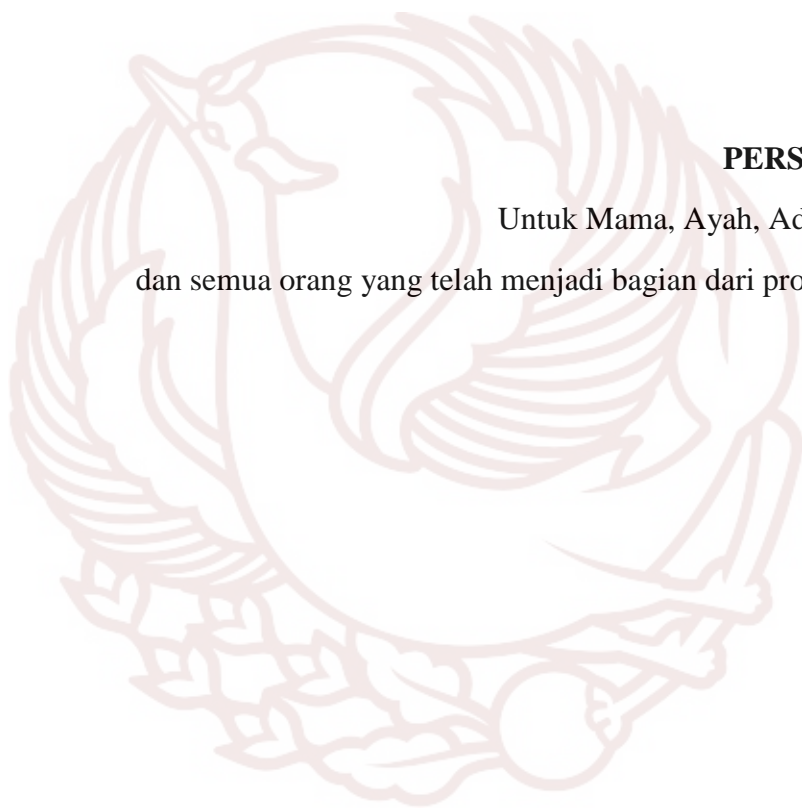 PERS
Untuk Mama, Ayah, Ad
dan semua orang yang telah menjadi bagian dari pro